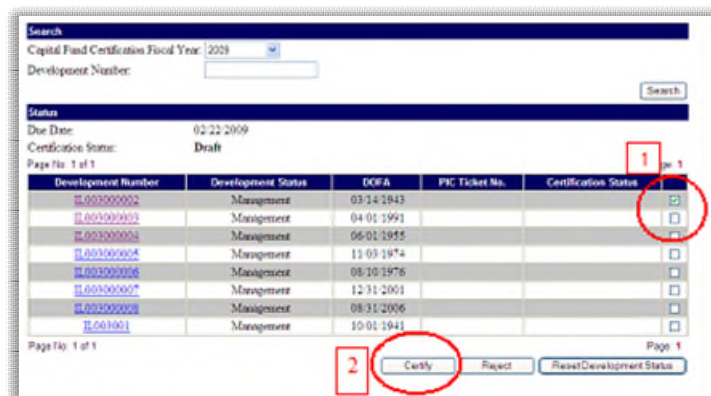 Search
Capital Fund Certification Fiscal Year: 2009
Development Number:
Search
Status
Due Date: 02/22/2009
Certification Status: Draft
Page No: 1 of 1 1 Page: 1
Development Number Development Status DOFA PIC Ticket No. Certification Status
IL003000002 Management 03/14/1943
IL003000003 Management 04/01/1991
IL003000004 Management 06/01/1955
IL003000005 Management 11/03/1974
IL003000006 Management 08/10/1976
IL003000007 Management 12/31/2001
IL003000008 Management 08/31/2006
IL003001 Management 10/01/1941
Page No: 1 of 1 Page: 1
2 Certify Reject Reset Development Status